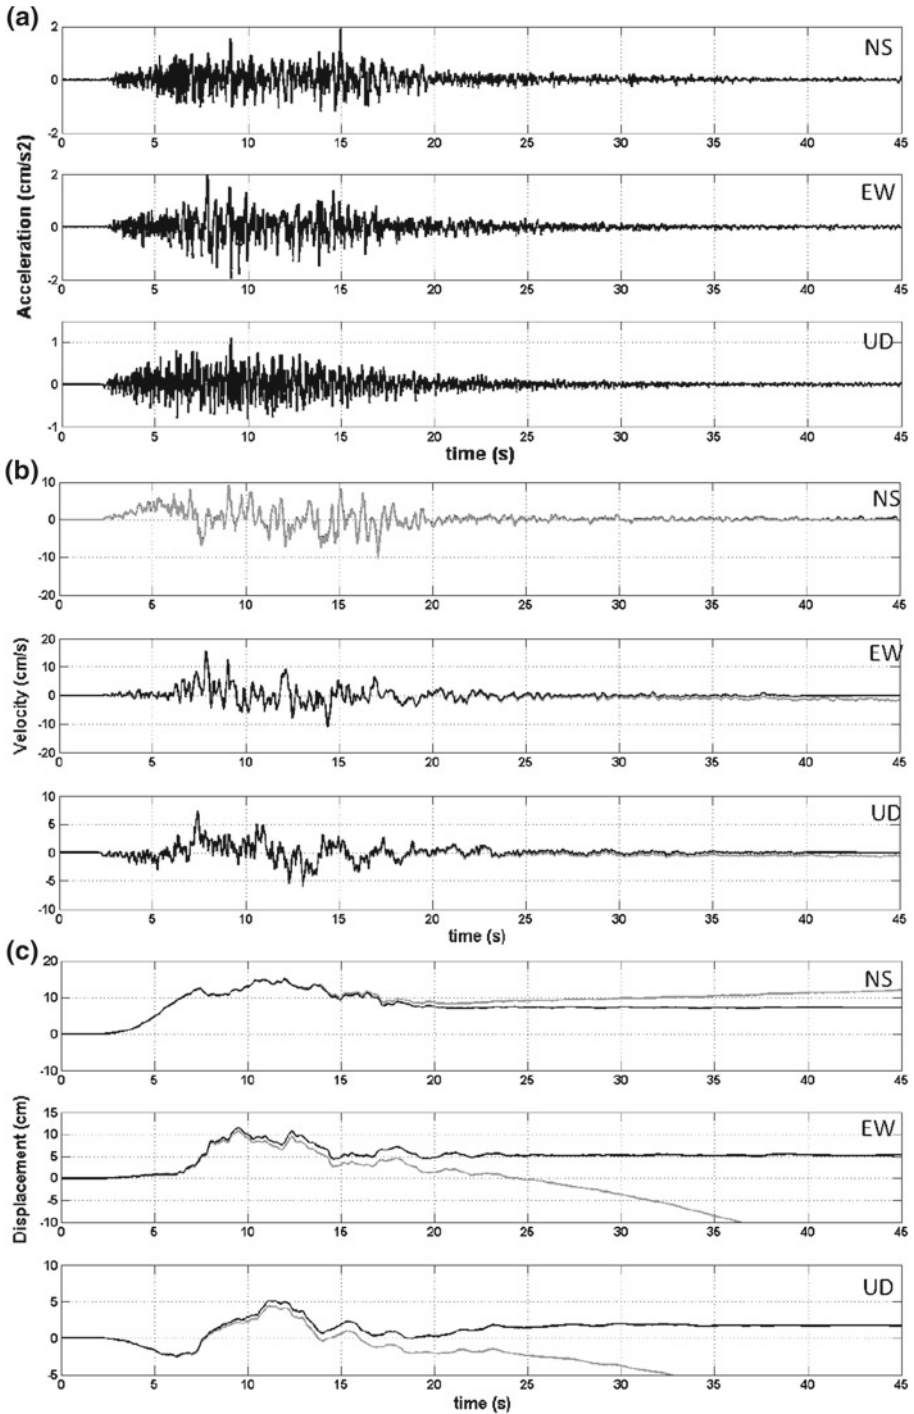 (a)
2
0
2
NS
0 5 10 15 20 25 30 35 40 45
2
0
-2
EW
0 5 10 15 20 25 30 35 40 45
Acceleration (cm/s2)
1
0
-1
UD
0 5 10 15 20 25 30 35 40 45
time (s)
(b)
10
0
-10
-20
NS
0 5 10 15 20 25 30 35 40 45
20
10
0
-10
-20
EW
0 5 10 15 20 25 30 35 40 45
Velocity (cm/s)
10
5
0
-5
-10
UD
0 5 10 15 20 25 30 35 40 45
time (s)
(c)
20
10
0
-10
NS
0 5 10 15 20 25 30 35 40 45
15
10
5
0
-5
-10
EW
0 5 10 15 20 25 30 35 40 45
Displacement (cm)
10
5
0
-5
UD
0 5 10 15 20 25 30 35 40 45
time (s)